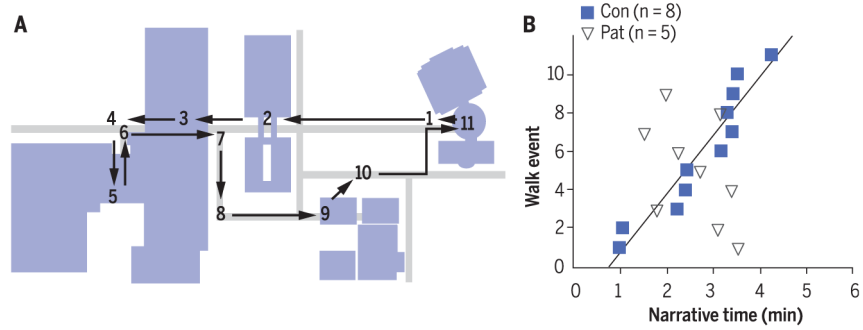 A
1
2
3
4
5
6
7
8
9
10
11
B
Con (n = 8)
Pat (n = 5)
Walk event
10
8
6
4
2
0
0 1 2 3 4 5 6
Narrative time (min)